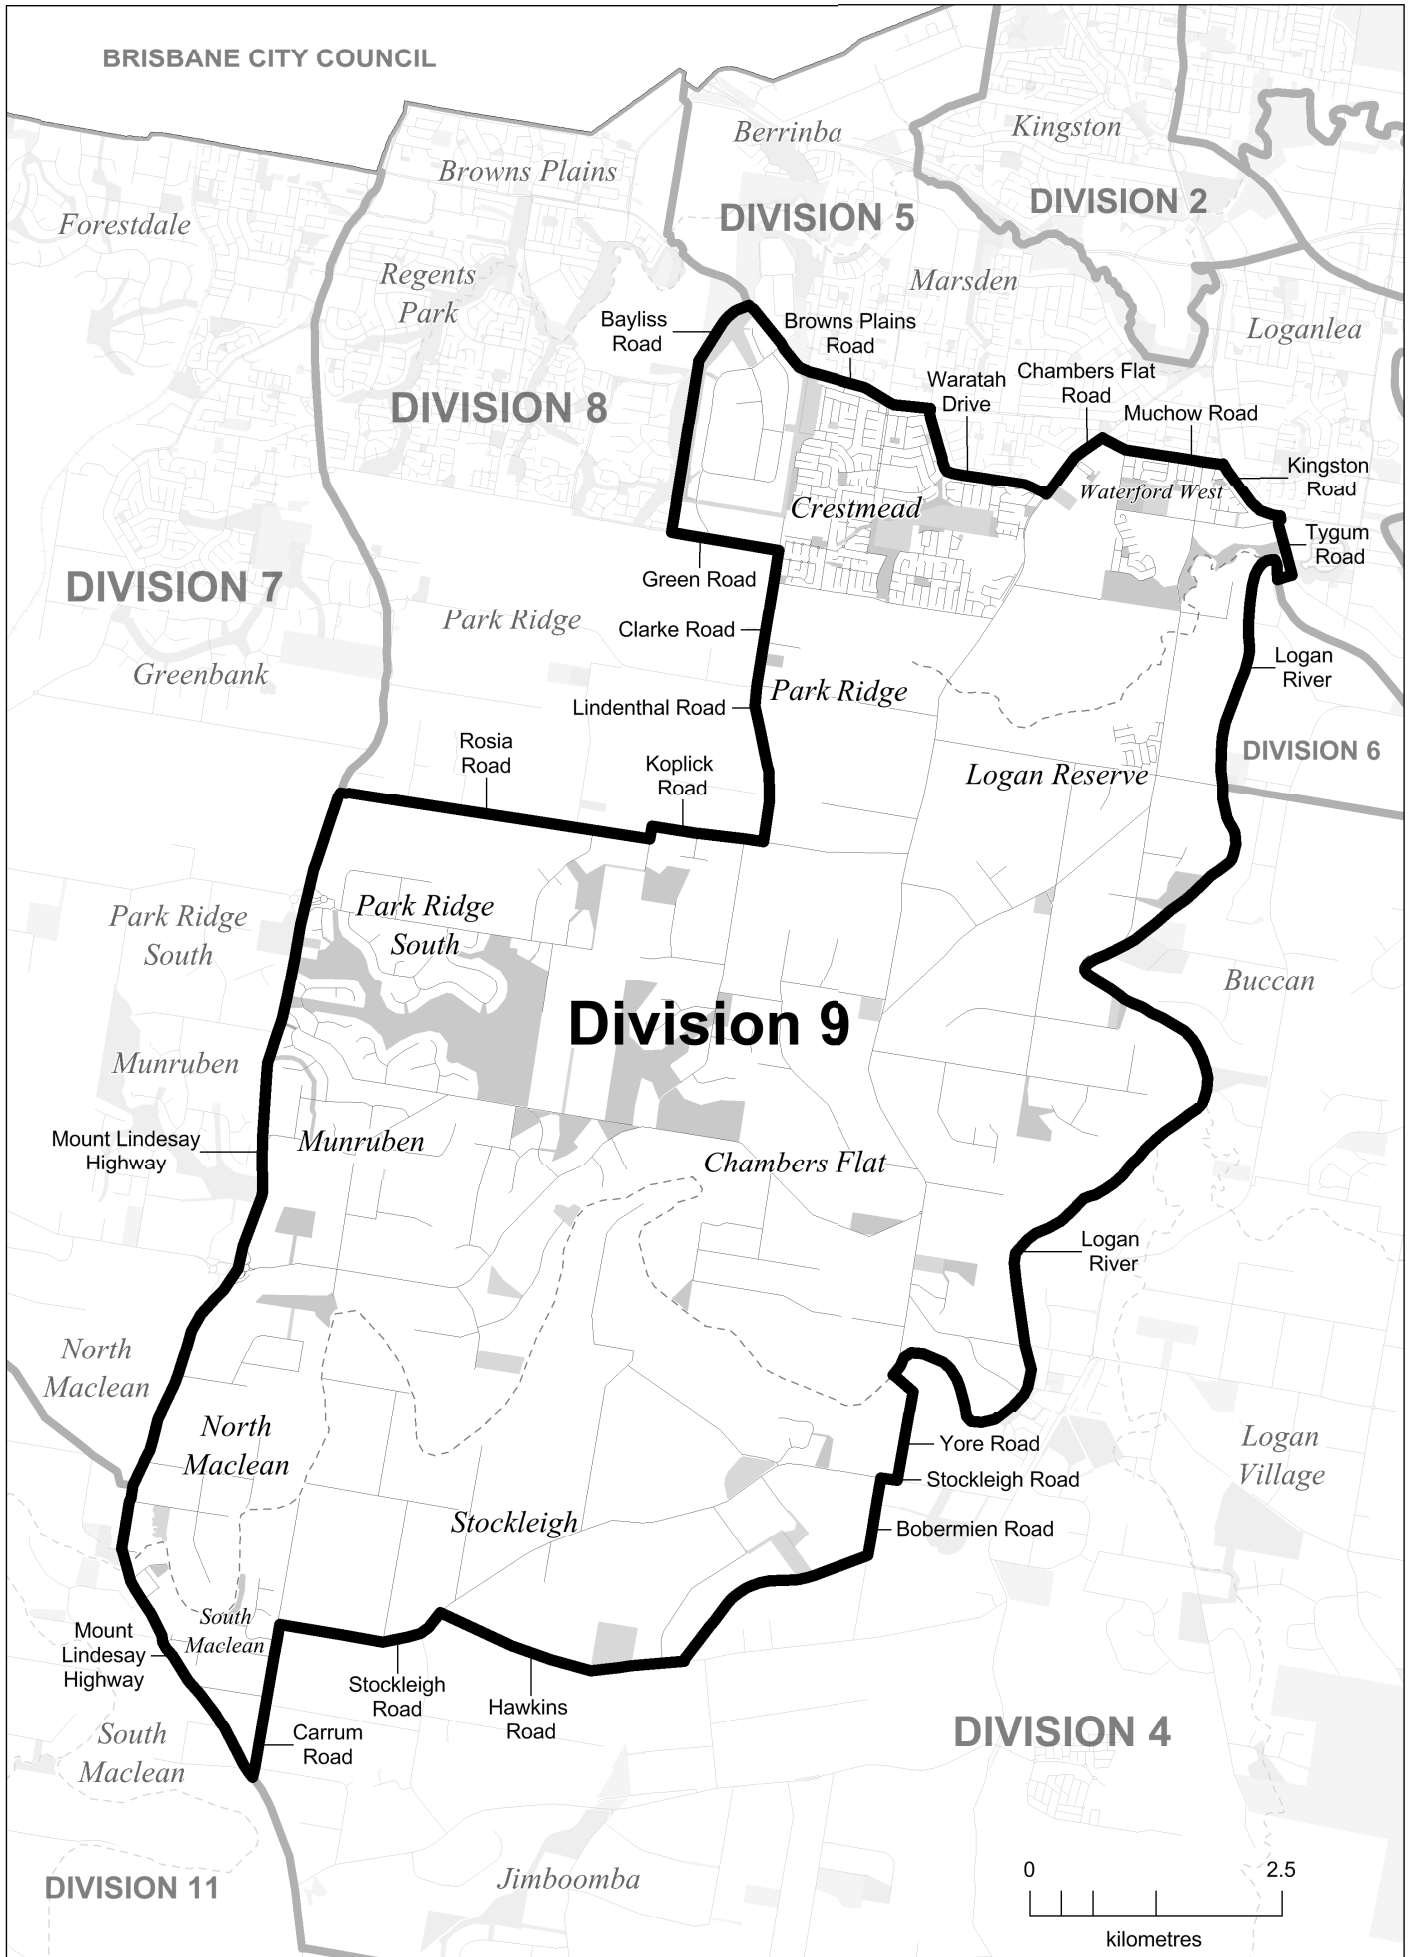 BRISBANE CITY COUNCIL
Berrinba
Kingston
Browns Plains
DIVISION 2
DIVISION 5
Forestdale
Regents
Park
Marsden
Loganlea
Bayliss
Road
Browns Plains
Road
Waratah
Drive
Chambers Flat
Road
Muchow Road
DIVISION 8
Kingston
Road
Waterford West
Crestmead
Tygum
Road
Green Road
DIVISION 7
Park Ridge
Clarke Road
Greenbank
Logan
River
Park Ridge
Lindenthal Road
Rosia
Road
Koplick
Road
DIVISION 6
Logan Reserve
Park Ridge
South
Park Ridge
South
Buccan
Division 9
Munruben
Mount Lindesay
Highway
Munruben
Chambers Flat
Logan
River
North
Maclean
North
Maclean
Yore Road
Stockleigh Road
Logan
Village
Stockleigh
Bobermien Road
South
Maclean
Mount
Lindesay
Highway
Stockleigh
Road
Hawkins
Road
Carrum
Road
South
Maclean
DIVISION 4
Jimboomba
DIVISION 11
0 2.5
kilometres